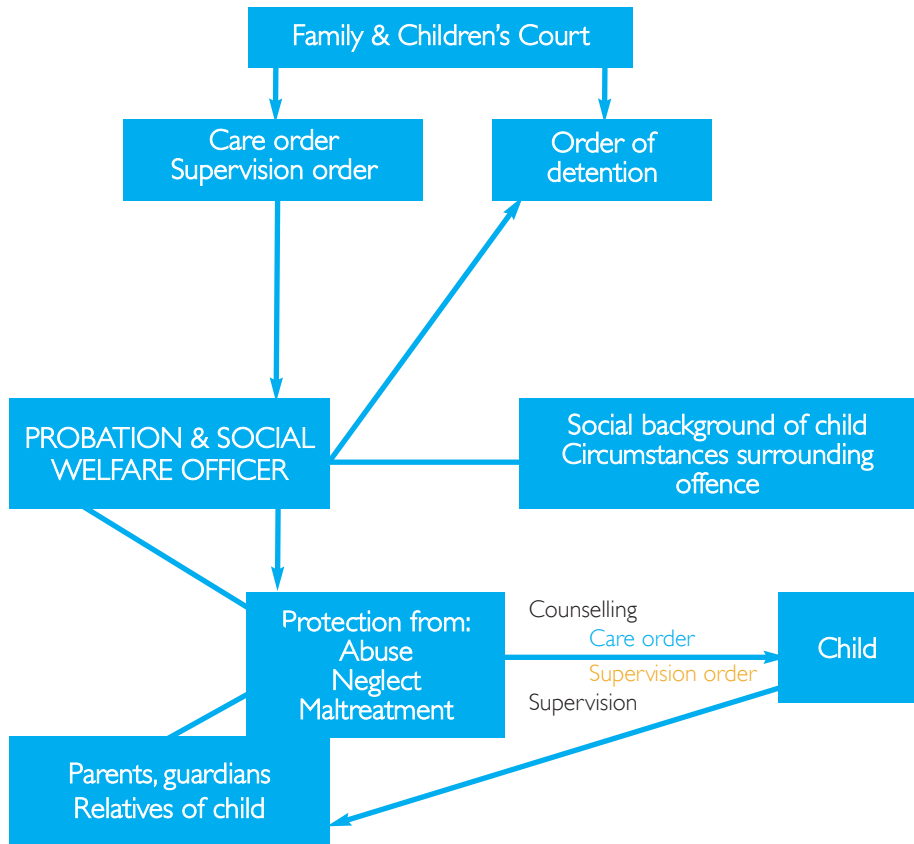 Family & Children's Court
Care order
Supervision order
Order of
detention
PROBATION & SOCIAL
WELFARE OFFICER
Social background of child
Circumstances surrounding
offence
Protection from:
Abuse
Neglect
Maltreatment
Counselling
Care order
Supervision order
Supervision
Child
Parents, guardians
Relatives of child